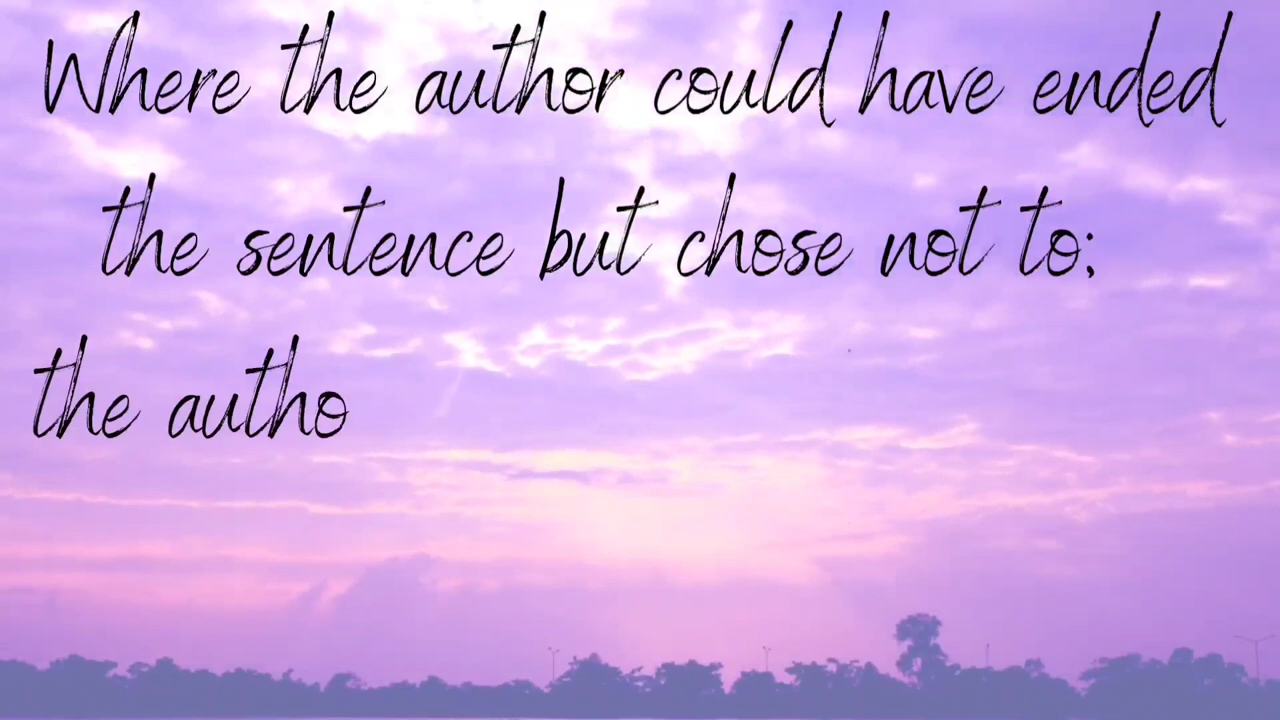 Where the author could have ended
the sentence but chose not to;
the autho